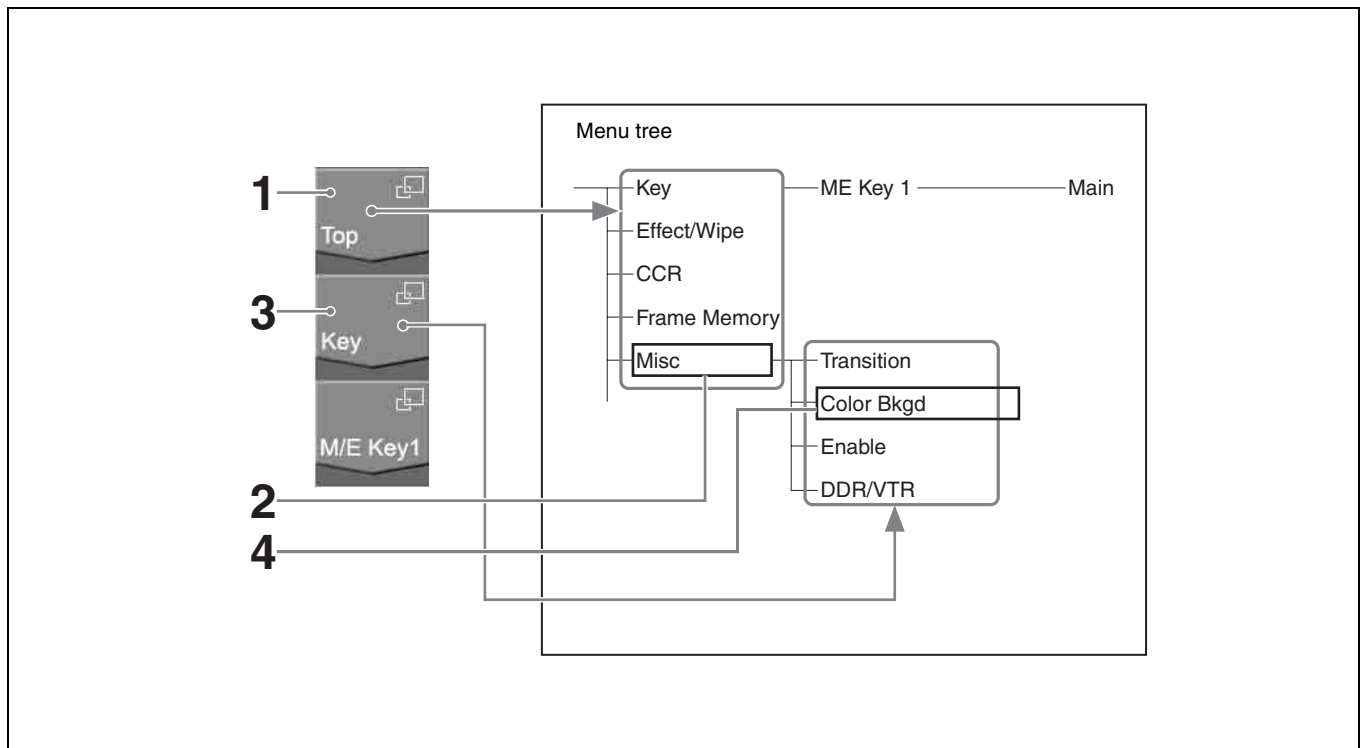 Menu tree
1
Top
3
Key
M/E Key1
2
4
Key
ME Key 1
Main
Effect/Wipe
CCR
Frame Memory
Misc
Transition
Color Bkgd
Enable
DDR/VTR